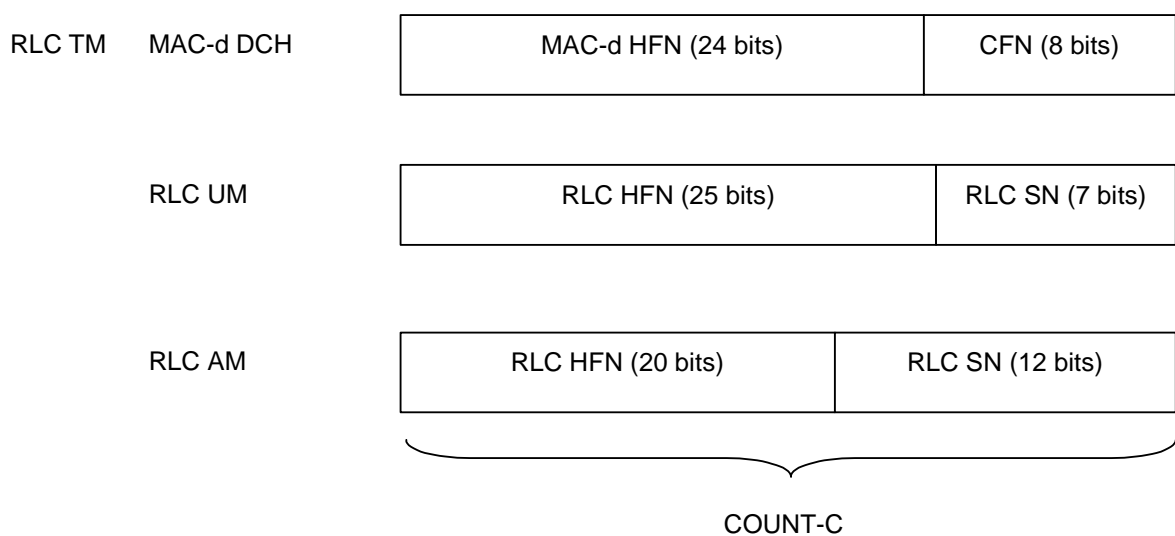 RLC TM MAC-d DCH MAC-d HFN (24 bits) CFN (8 bits)
RLC UM RLC HFN (25 bits) RLC SN (7 bits)
RLC AM RLC HFN (20 bits) RLC SN (12 bits)
COUNT-C